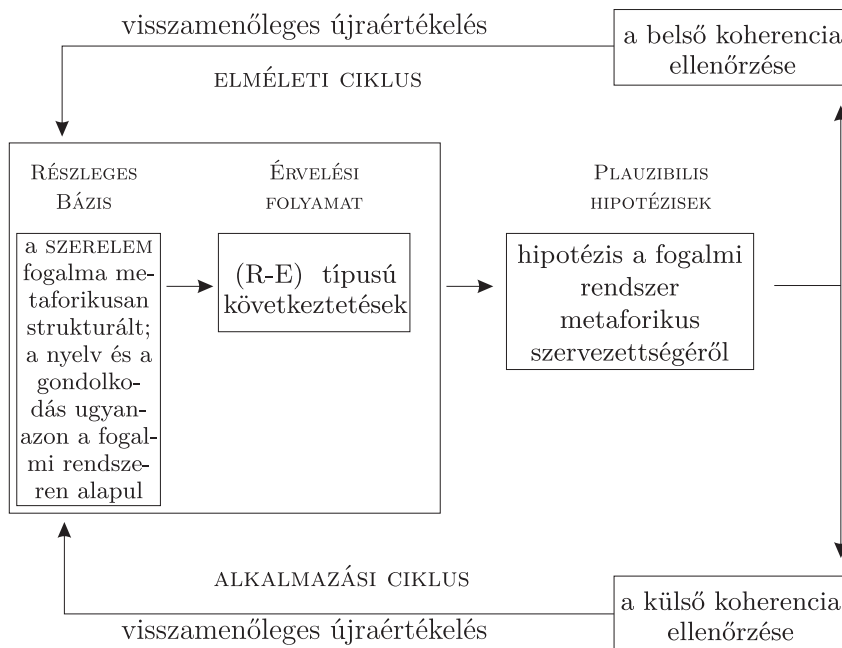 visszamenőleges újraértékelés
a belső koherencia
ellenőrzése
ELMÉLETI CIKLUS
RÉSZLEGES
BÁZIS
ÉRVELÉSI
FOLYAMAT
PLAUZIBILIS
HIPOTÉZISEK
a SZERELEM
fogalma me-
taforikusan
strukturált;
a nyelv és a
gondolko-
dás ugyan-
azon a fogal-
mi rendsze-
ren alapul
(R-E) típusú
következtetések
hipotézis a fogalmi
rendszer
metaforikus
szervezettségéről
ALKALMAZÁSI CIKLUS
visszamenőleges újraértékelés
a külső koherencia
ellenőrzése